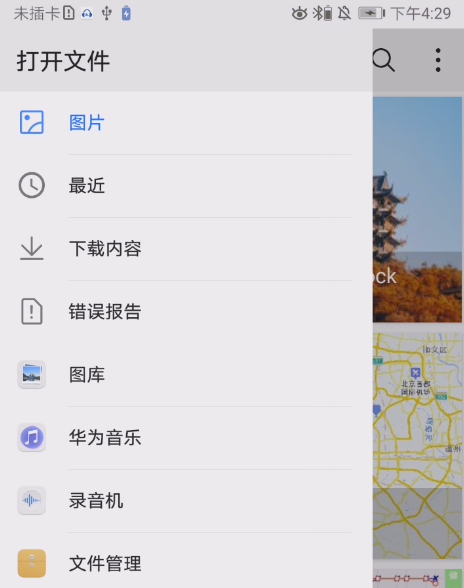 未插卡 下午4:29
打开文件
图片
最近
下载内容
错误报告
图库
华为音乐
录音机
文件管理
ock
北京首都
国际机场